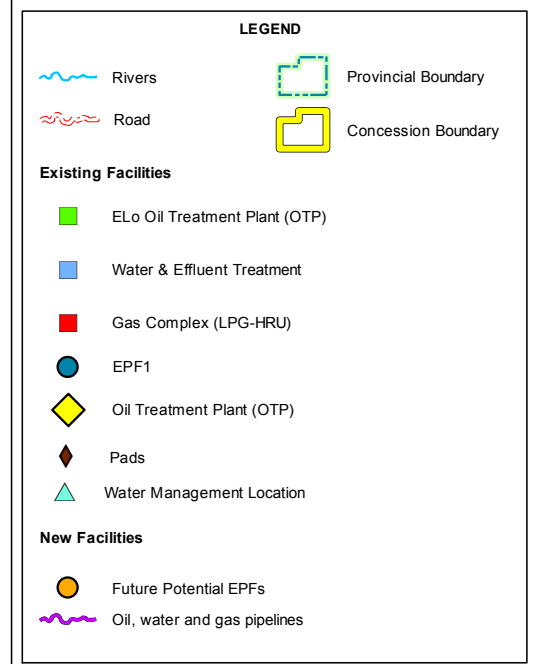 LEGEND
Rivers
Provincial Boundary
Road
Concession Boundary
Existing Facilities
ELo Oil Treatment Plant (OTP)
Water & Effluent Treatment
Gas Complex (LPG-HRU)
EPF1
Oil Treatment Plant (OTP)
Pads
Water Management Location
New Facilities
Future Potential EPFs
Oil, water and gas pipelines